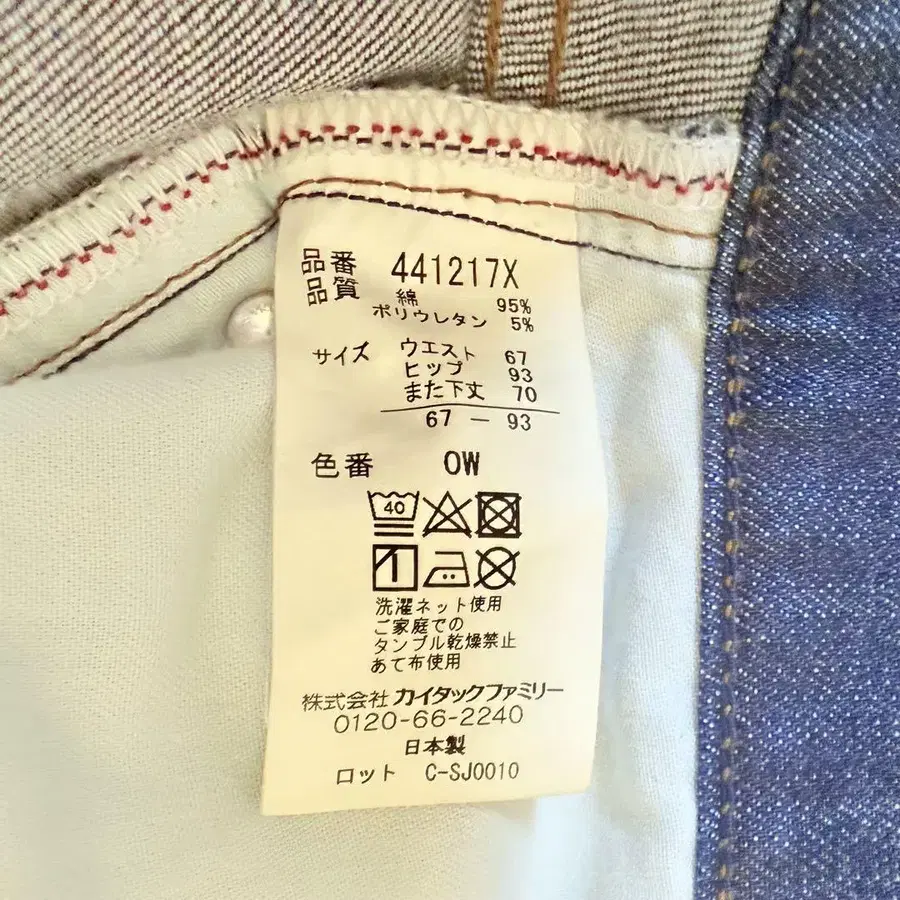 品番 441217X
品質 綿 95%
ポリウレタン 5%
サイズ ウエスト 67
ヒップ 93
また下丈 70
67 － 93
色番 OW
40
洗濯ネット使用
ご家庭での
タンブル乾燥禁止
あて布使用
株式会社 カイタックファミリー
0120-66-2240
日本製
ロット C-SJ0010